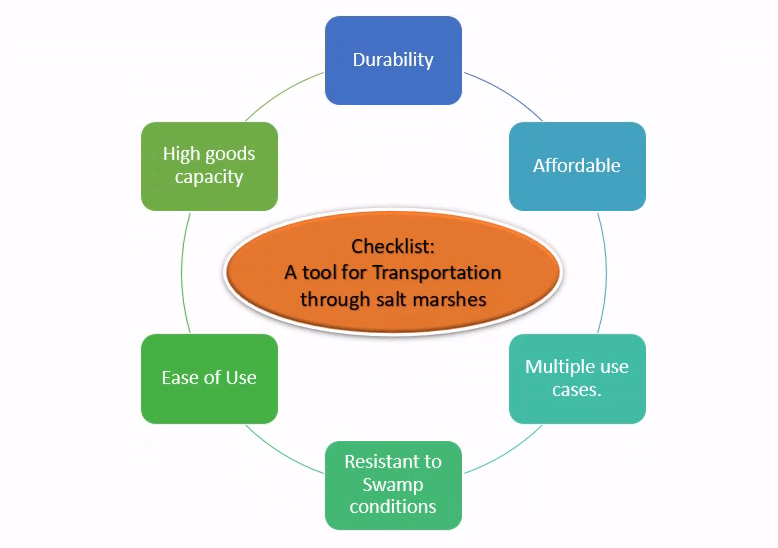 Durability
Affordable
Multiple use
cases.
Resistant to
Swamp
conditions
Ease of Use
High goods
capacity
Checklist:
A tool for Transportation
through salt marshes